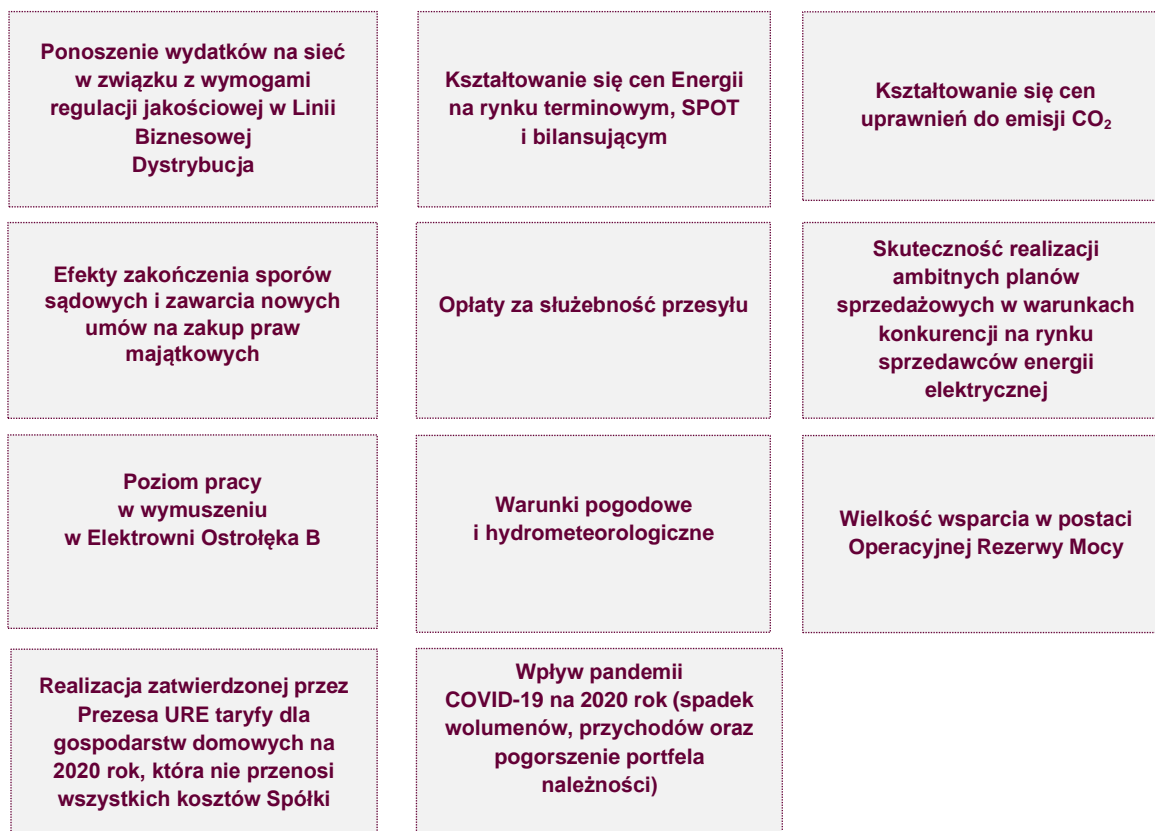 Ponoszenie wydatków na sieć
w związku z wymogami
regulacji jakościowej w Linii
Biznesowej
Dystrybucja
Kształtowanie się cen Energii
na rynku terminowym, SPOT
i bilansującym
Kształtowanie się cen
uprawnień do emisji CO₂
Efekty zakończenia sporów
sądowych i zawarcia nowych
umów na zakup praw
majątkowych
Opłaty za służebność przesyłu
Skuteczność realizacji
ambitnych planów
sprzedażowych w warunkach
konkurencji na rynku
sprzedawców energii
elektrycznej
Poziom pracy
w wymuszeniu
w Elektrowni Ostrołęka B
Warunki pogodowe
i hydrometeorologiczne
Wielkość wsparcia w postaci
Operacyjnej Rezerwy Mocy
Realizacja zatwierdzonej przez
Prezesa URE taryfy dla
gospodarstw domowych na
2020 rok, która nie przenosi
wszystkich kosztów Spółki
Wpływ pandemii
COVID-19 na 2020 rok (spadek
wolumenów, przychodów oraz
pogorszenie portfela
należności)